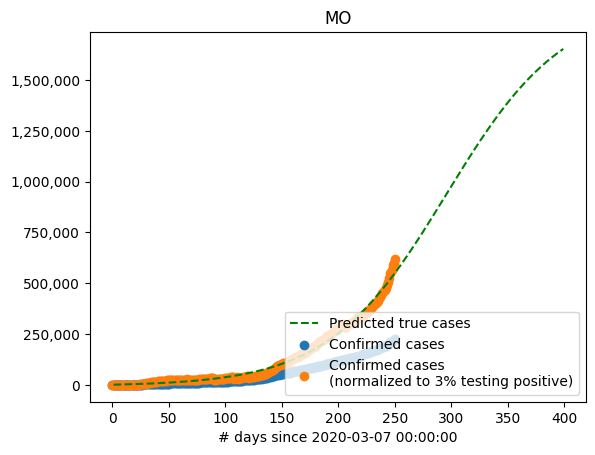 MO
1,500,000
1,250,000
1,000,000
750,000
500,000
250,000
0
Predicted true cases
Confirmed cases
Confirmed cases
(normalized to 3% testing positive)
0 50 100 150 200 250 300 350 400
# days since 2020-03-07 00:00:00